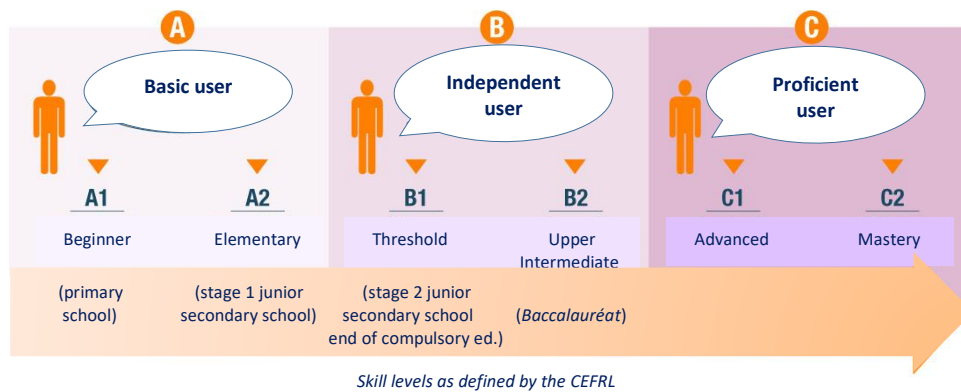 A
B
C
Basic user
Independent
user
Proficient
user
A1
A2
B1
B2
C1
C2
Beginner
Elementary
Threshold
Upper
Intermediate
Advanced
Mastery
(primary
school)
(stage 1 junior
secondary school)
(stage 2 junior
secondary school
end of compulsory ed.)
(Baccalauréat)
Skill levels as defined by the CEFRL